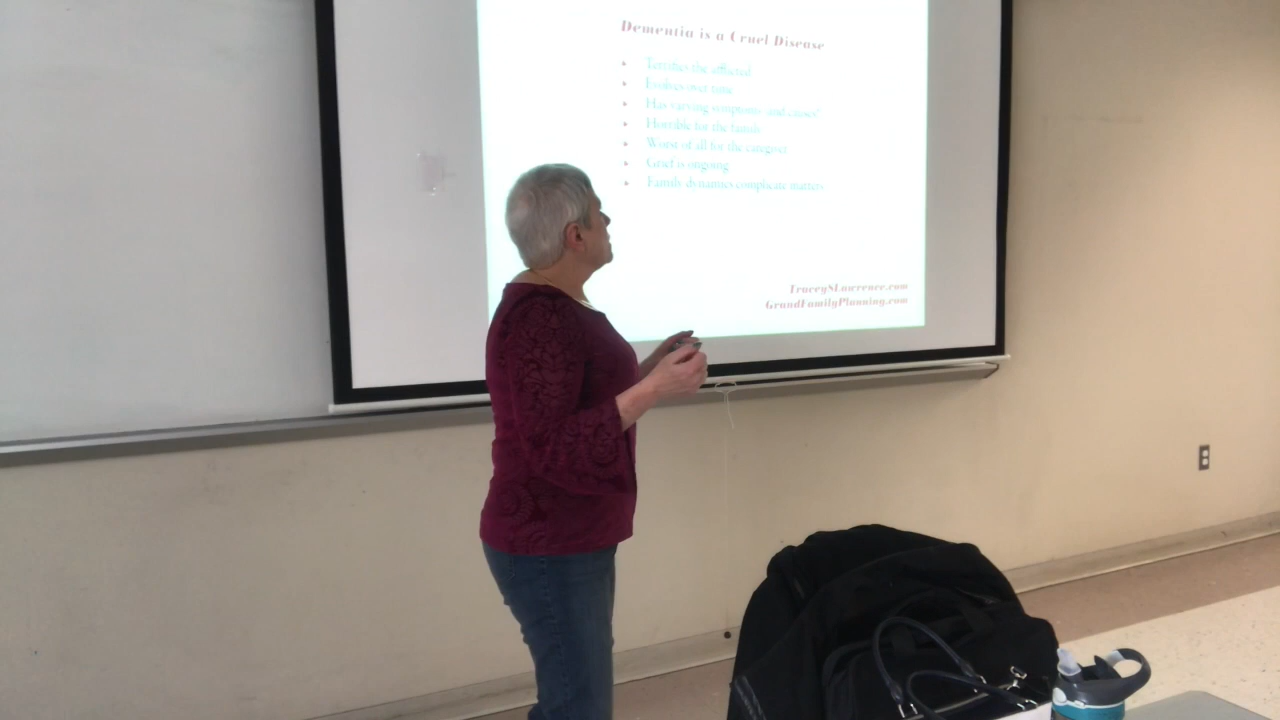 Dementia is a Cruel Disease
Terrifies the afflicted
Evolves over time
Has varying symptoms and causes!
Horrible for the family
Worst of all for the caregiver
Grief is ongoing
Family dynamics complicate matters
TraceySLawrence.com
GrandFamilyPlanning.com